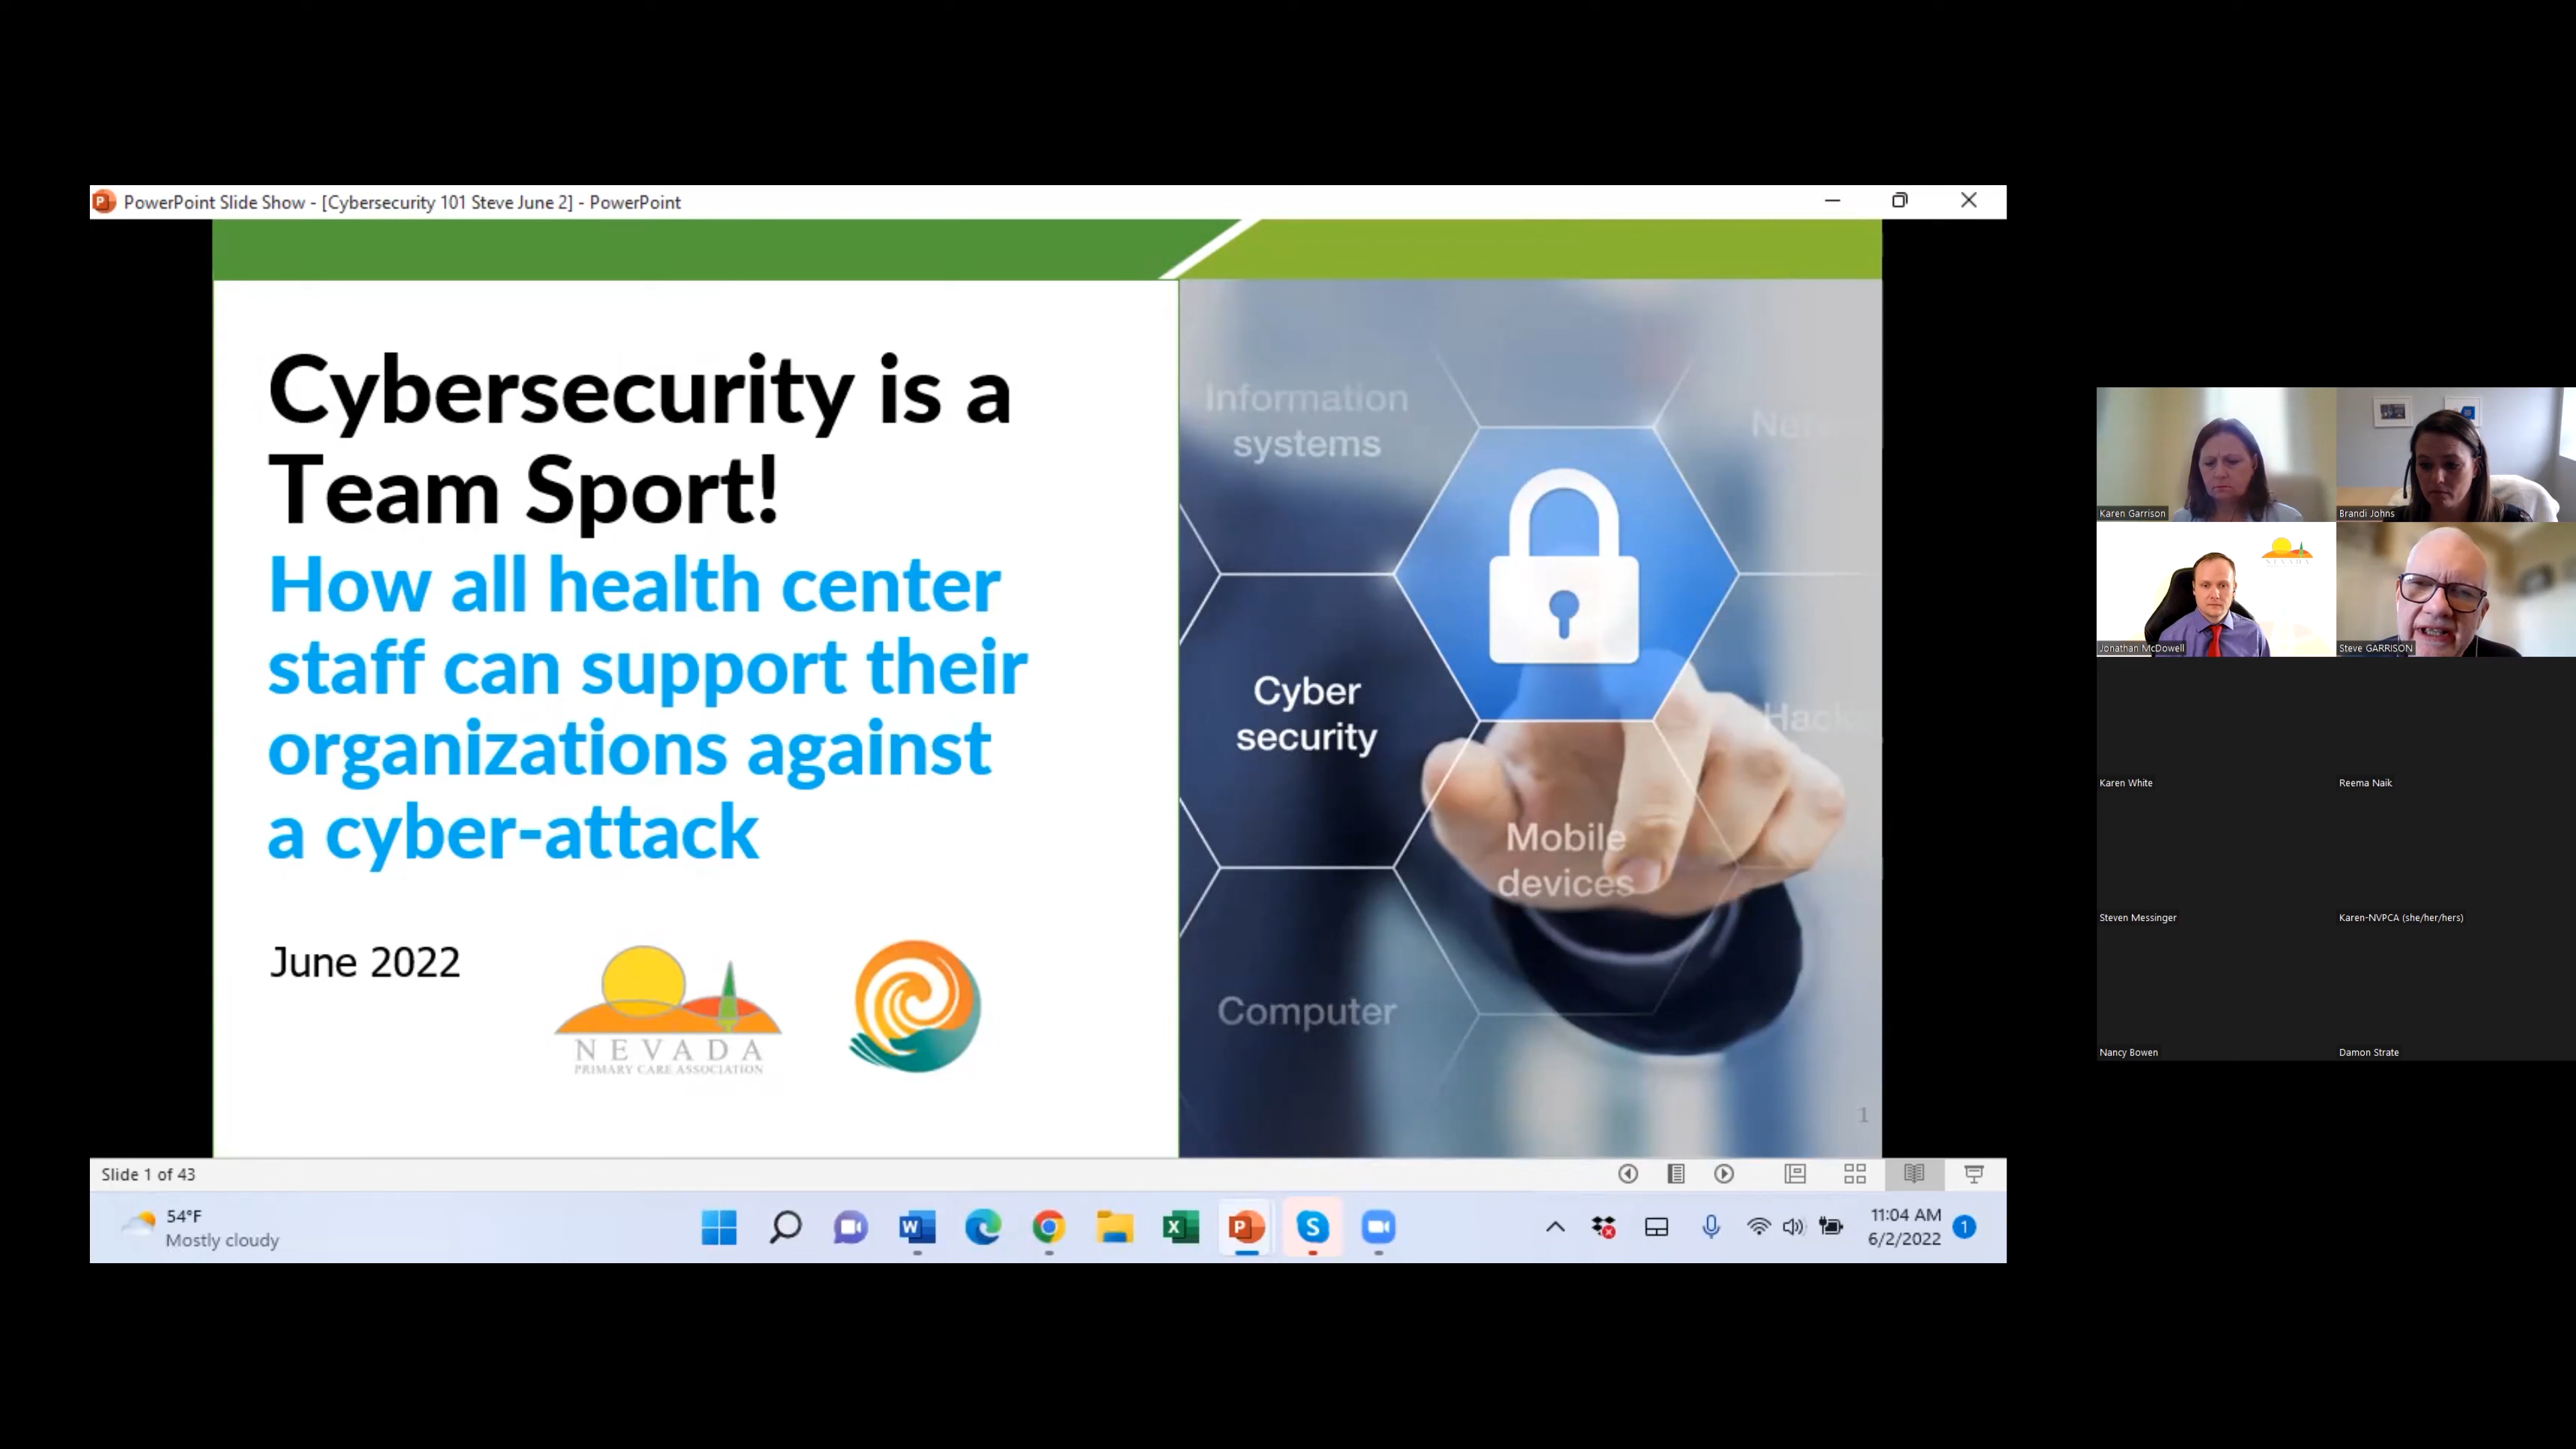 PowerPoint Slide Show - [Cybersecurity 101 Steve June 2] - PowerPoint
Cybersecurity is a
Team Sport!
How all health center
staff can support their
organizations against
a cyber-attack
June 2022
NEVADA
PRIMARY CARE ASSOCIATION
Information
systems
Cyber
security
Mobile
devices
Computer
1
Slide 1 of 43
54°F
Mostly cloudy
11:04 AM
6/2/2022
1
Karen Garrison
Brandi Johns
NEVADA
Jonathan McDowell
Steve GARRISON
Karen White
Reema Naik
Steven Messinger
Karen-NVPCA (she/her/hers)
Nancy Bowen
Damon Strate